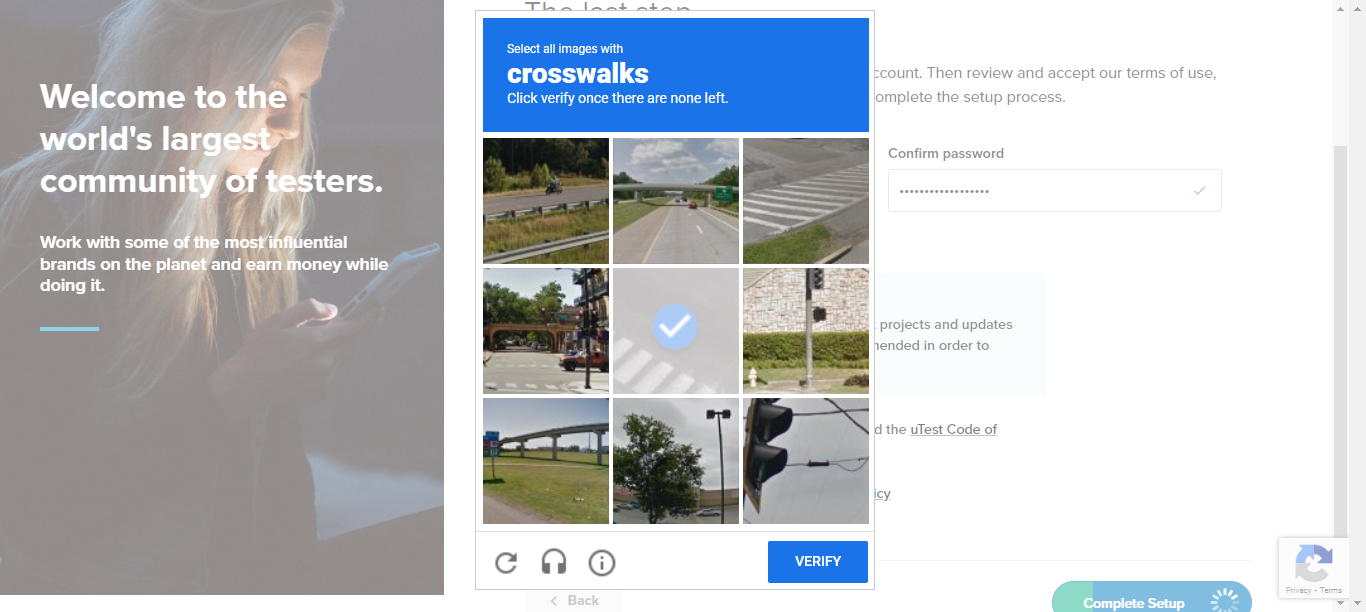 The last step
Welcome to the
world's largest
community of testers.
Work with some of the most influential
brands on the planet and earn money while
doing it.
Select all images with
crosswalks
Click verify once there are none left.
ccount. Then review and accept our terms of use,
omplete the setup process.
Confirm password
••••••••••••••••••
projects and updates
nended in order to
d the uTest Code of
icy
VERIFY
Back
Complete Setup
Privacy - Terms